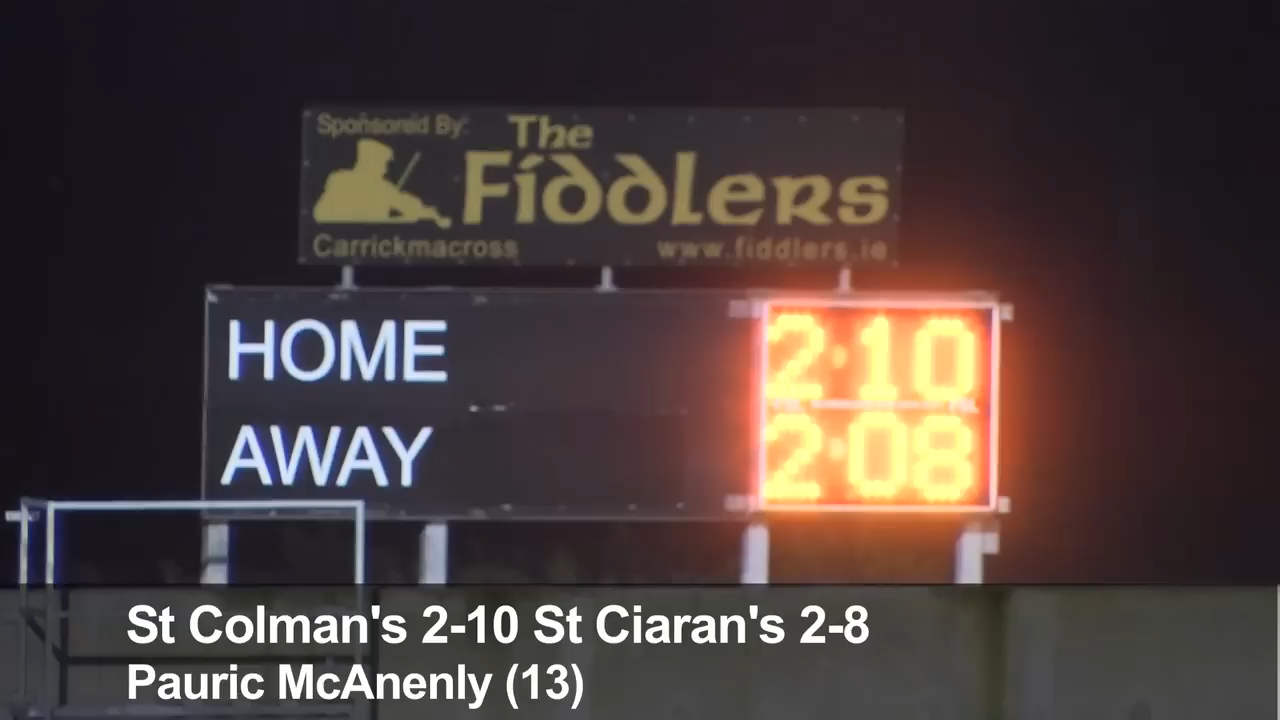 Sponsored By:
The
Fiddlers
Carrickmacross www.fiddlers.ie
HOME 2:10
AWAY 2:08
St Colman's 2-10 St Ciaran's 2-8
Pauric McAnenly (13)